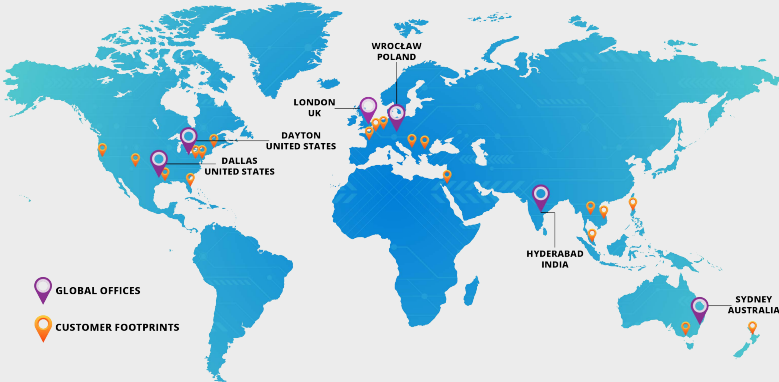 WROCŁAW
POLAND
LONDON
UK
DAYTON
UNITED STATES
DALLAS
UNITED STATES
HYDERABAD
INDIA
GLOBAL OFFICES
SYDNEY
AUSTRALIA
CUSTOMER FOOTPRINTS